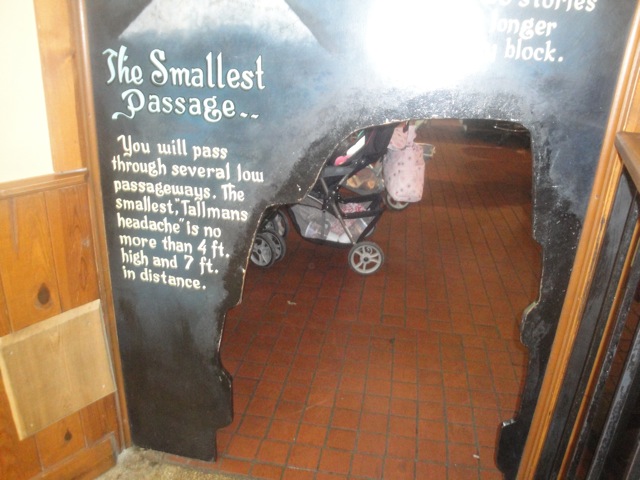 stories
longer
block.
The Smallest
Passage..
You will pass
through several low
passageways. The
smallest, "Tallmans
headache" is no
more than 4 ft.
high and 7 ft.
in distance.